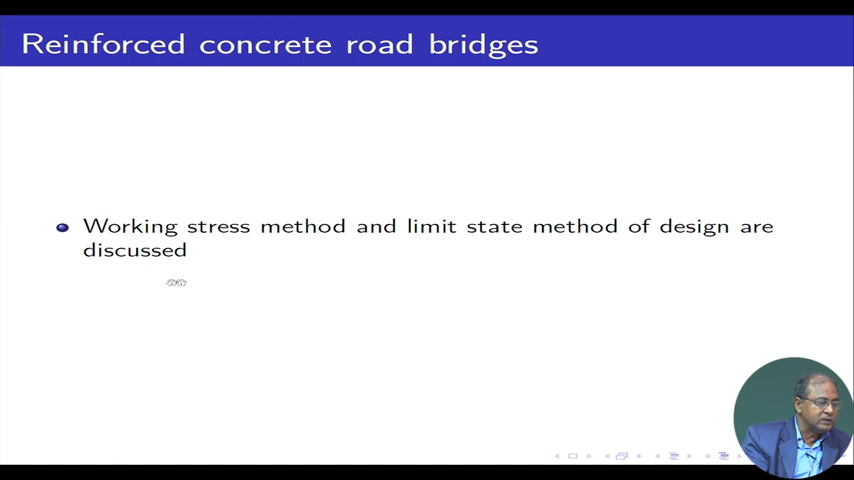 Reinforced concrete road bridges
Working stress method and limit state method of design are
discussed